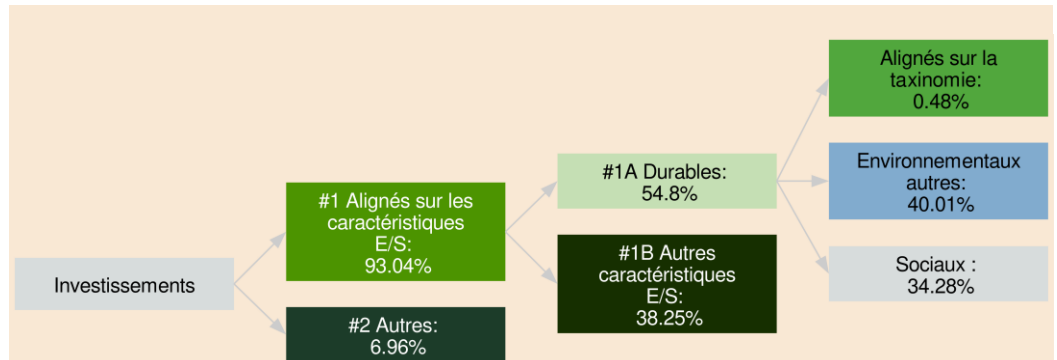 Investissements
#1 Alignés sur les
caractéristiques
E/S:
93.04%
#2 Autres:
6.96%
#1A Durables:
54.8%
#1B Autres
caractéristiques
E/S:
38.25%
Alignés sur la
taxinomie:
0.48%
Environnementaux
autres:
40.01%
Sociaux :
34.28%